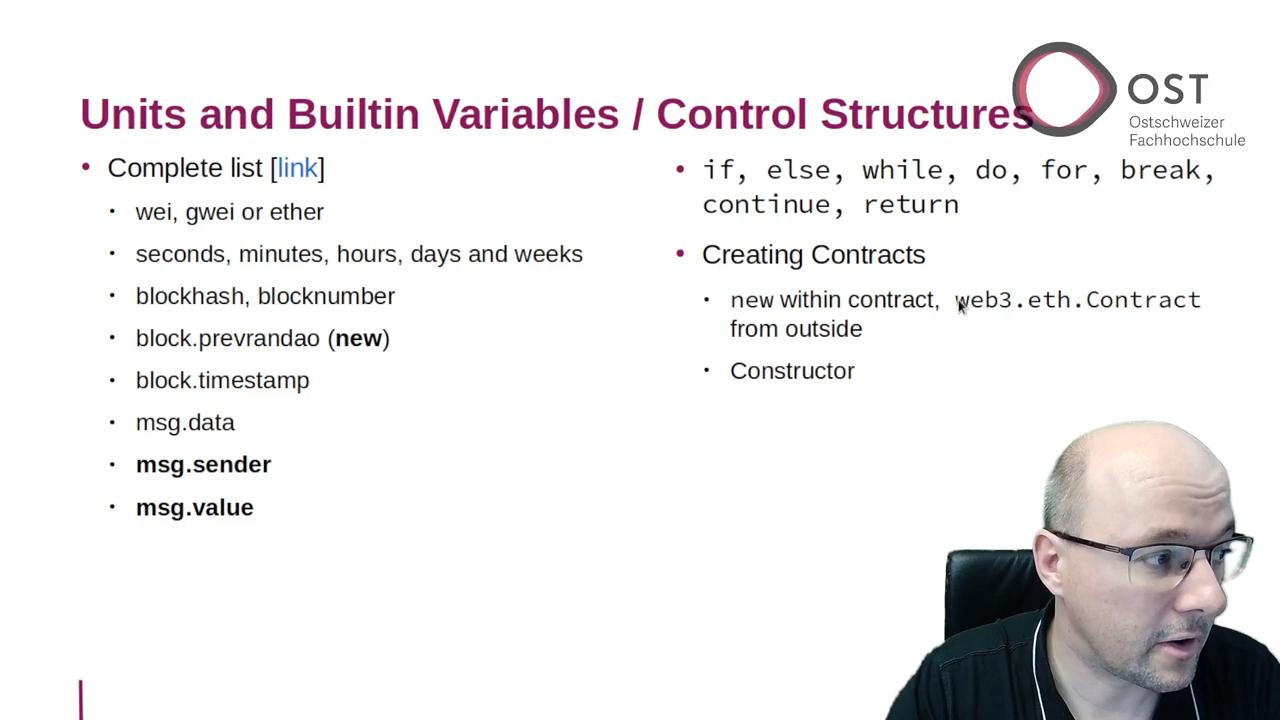 Units and Builtin Variables / Control Structures
OST
Ostschweizer
Fachhochschule
• Complete list [link]
• wei, gwei or ether
• seconds, minutes, hours, days and weeks
• blockhash, blocknumber
• block.prevrandao (new)
• block.timestamp
• msg.data
• msg.sender
• msg.value
• if, else, while, do, for, break,
continue, return
• Creating Contracts
• new within contract, web3.eth.Contract
from outside
• Constructor